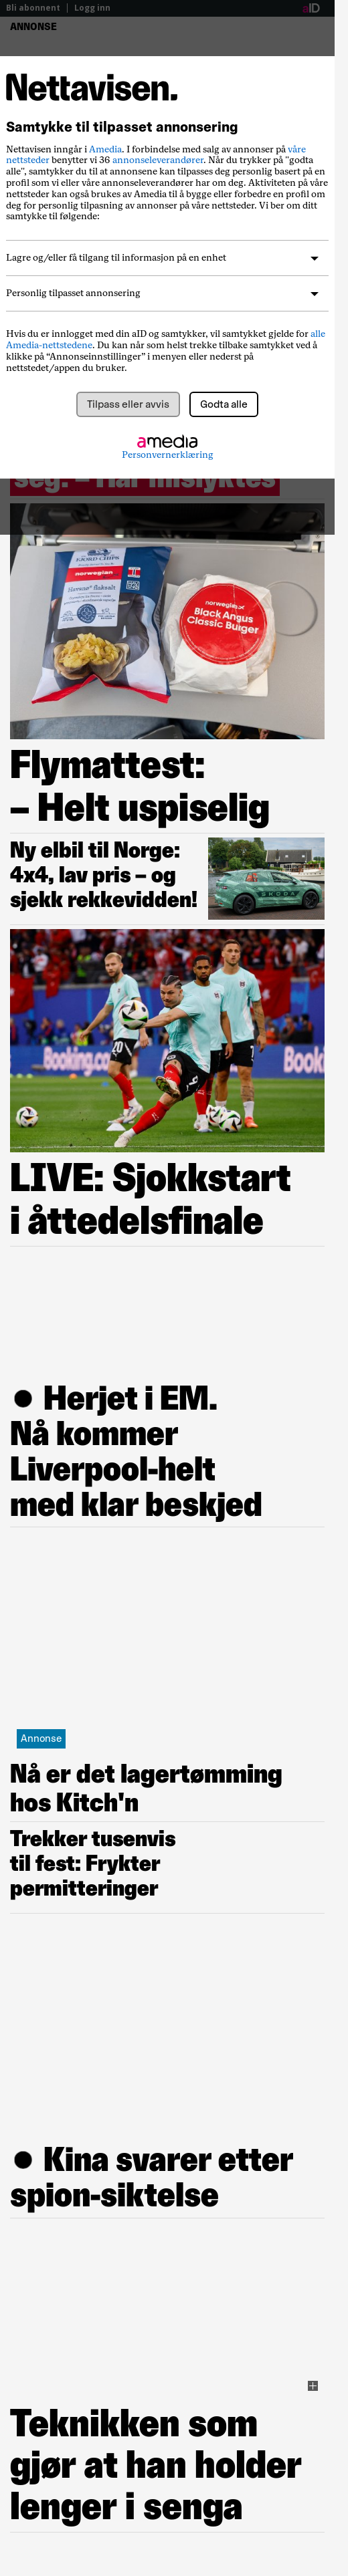 Bli abonnent | Logg inn
aID
ANNONSE
Nettavisen.
Samtykke til tilpasset annonsering
Nettavisen inngår i Amedia. I forbindelse med salg av annonser på våre
nettsteder benytter vi 36 annonseleverandører. Når du trykker på "godta
alle", samtykker du til at annonsene kan tilpasses deg personlig basert på en
profil som vi eller våre annonseleverandører har om deg. Aktiviteten på våre
nettsteder kan også brukes av Amedia til å bygge eller forbedre en profil om
deg for personlig tilpasning av annonser på våre nettsteder. Vi ber om ditt
samtykke til følgende:
Lagre og/eller få tilgang til informasjon på en enhet
Personlig tilpasset annonsering
Hvis du er innlogget med din aID og samtykker, vil samtykket gjelde for alle
Amedia-nettstedene. Du kan når som helst trekke tilbake samtykket ved å
klikke på “Annonseinnstillinger” i menyen eller nederst på
nettstedet/appen du bruker.
Tilpass eller avvis
Godta alle
amedia
Personvernerklæring
seg: – Har mislyktes
FJORD CHIPS
norwegian
Havets flaksalt
norwegian
Black Angus
Classic Burger
Flymattest:
– Helt uspiselig
Ny elbil til Norge:
4x4, lav pris – og
sjekk rekkevidden!
SKODA
Booking.com
Booking
20
4
LIVE: Sjokkstart
i åttedelsfinale
● Herjet i EM.
Nå kommer
Liverpool-helt
med klar beskjed
Annonse
Nå er det lagertømming
hos Kitch'n
Trekker tusenvis
til fest: Frykter
permitteringer
● Kina svarer etter
spion-siktelse
Teknikken som
gjør at han holder
lenger i senga